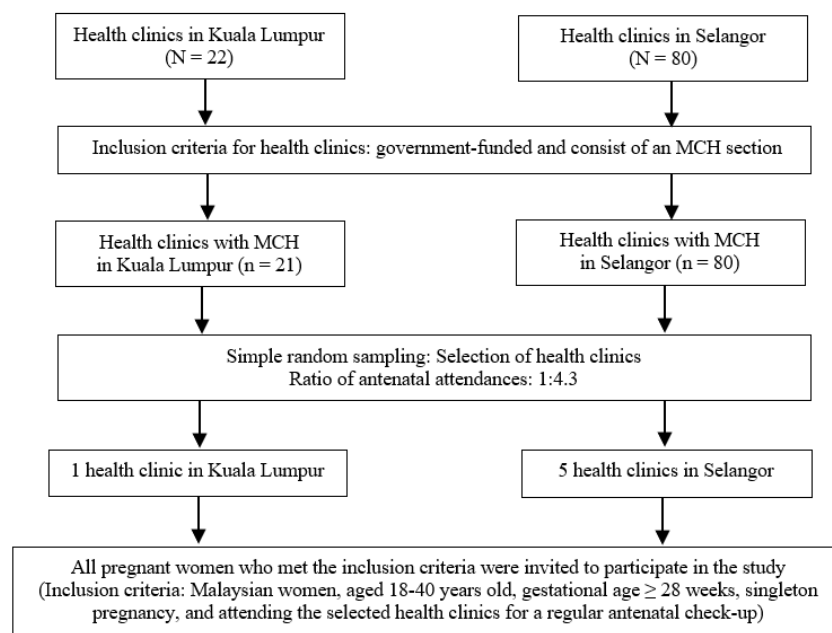 Health clinics in Kuala Lumpur
(N = 22)
Health clinics in Selangor
(N = 80)
Inclusion criteria for health clinics: government-funded and consist of an MCH section
Health clinics with MCH
in Kuala Lumpur (n = 21)
Health clinics with MCH
in Selangor (n = 80)
Simple random sampling: Selection of health clinics
Ratio of antenatal attendances: 1:4.3
1 health clinic in Kuala Lumpur
5 health clinics in Selangor
All pregnant women who met the inclusion criteria were invited to participate in the study
(Inclusion criteria: Malaysian women, aged 18-40 years old, gestational age ≥ 28 weeks, singleton
pregnancy, and attending the selected health clinics for a regular antenatal check-up)